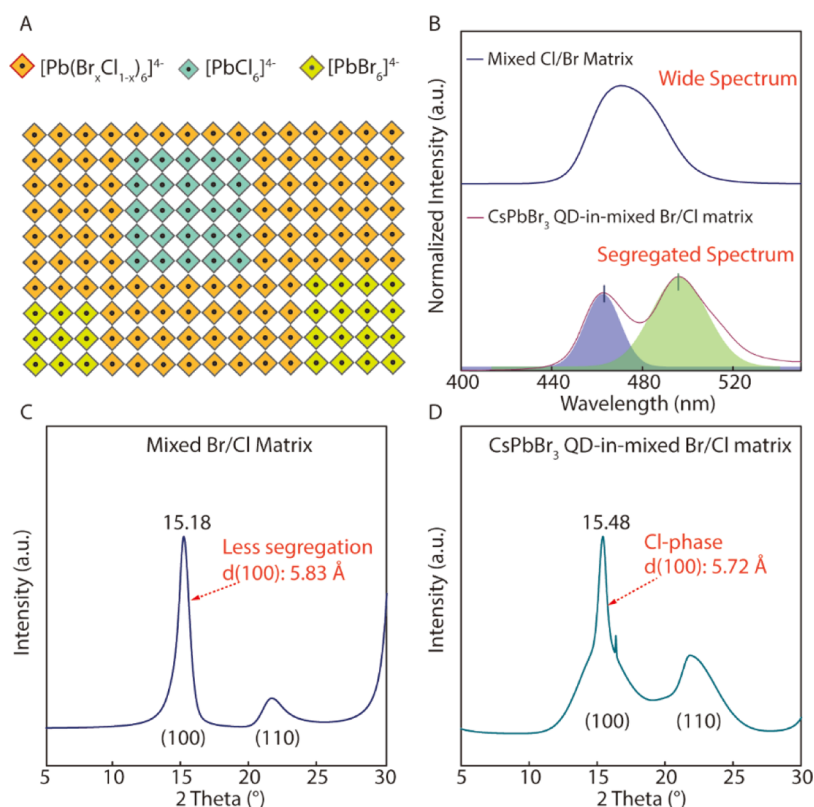 A
[Pb(BrₓCl₁₋ₓ)₆]⁴⁻ [PbCl₆]⁴⁻ [PbBr₆]⁴⁻
B
Normalized Intensity (a.u.)
Mixed Cl/Br Matrix
Wide Spectrum
CsPbBr₃ QD-in-mixed Br/Cl matrix
Segregated Spectrum
400 440 480 520
Wavelength (nm)
C
Intensity (a.u.)
Mixed Br/Cl Matrix
15.18
Less segregation
d(100): 5.83 Å
(100) (110)
5 10 15 20 25 30
2 Theta (°)
D
Intensity (a.u.)
CsPbBr₃ QD-in-mixed Br/Cl matrix
15.48
Cl-phase
d(100): 5.72 Å
(100) (110)
5 10 15 20 25 30
2 Theta (°)